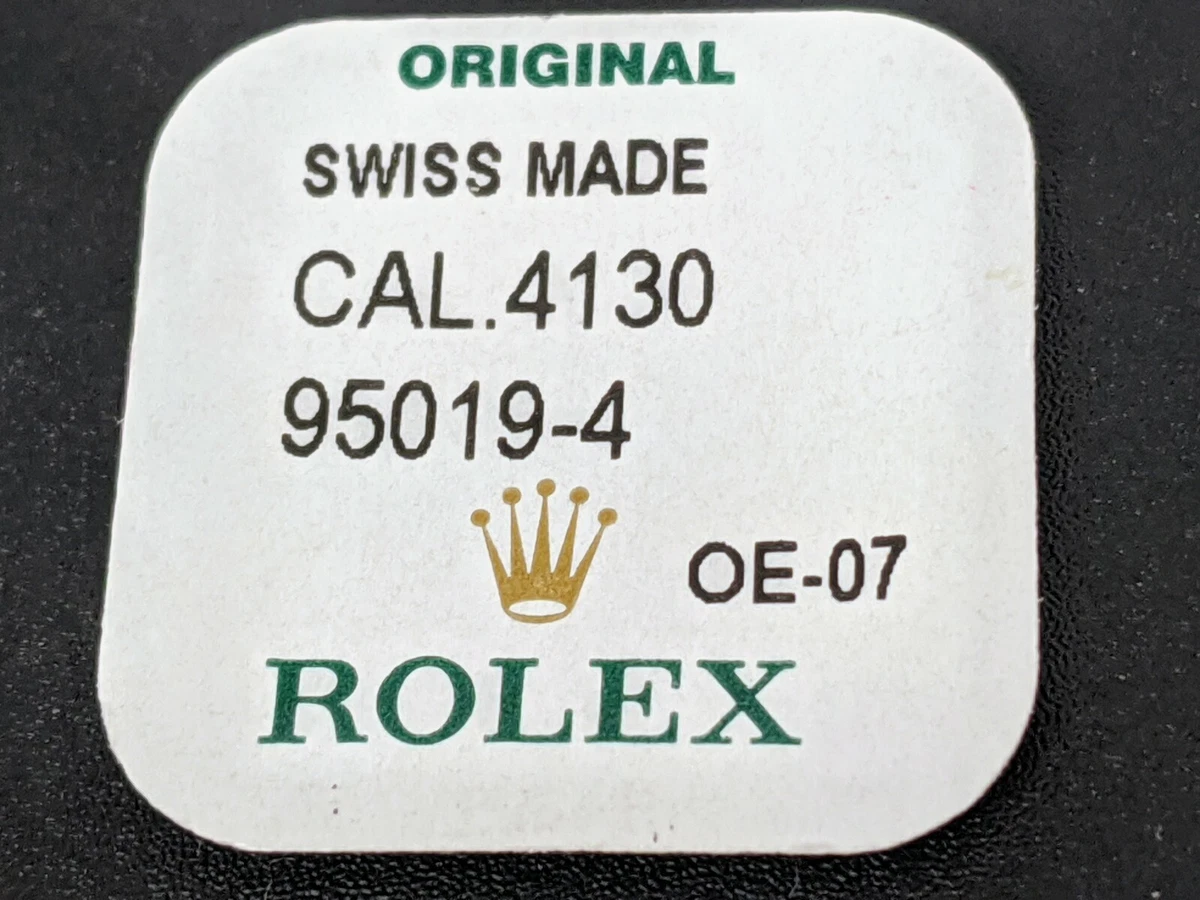 ORIGINAL
SWISS MADE
CAL.4130
95019-4
OE-07
ROLEX